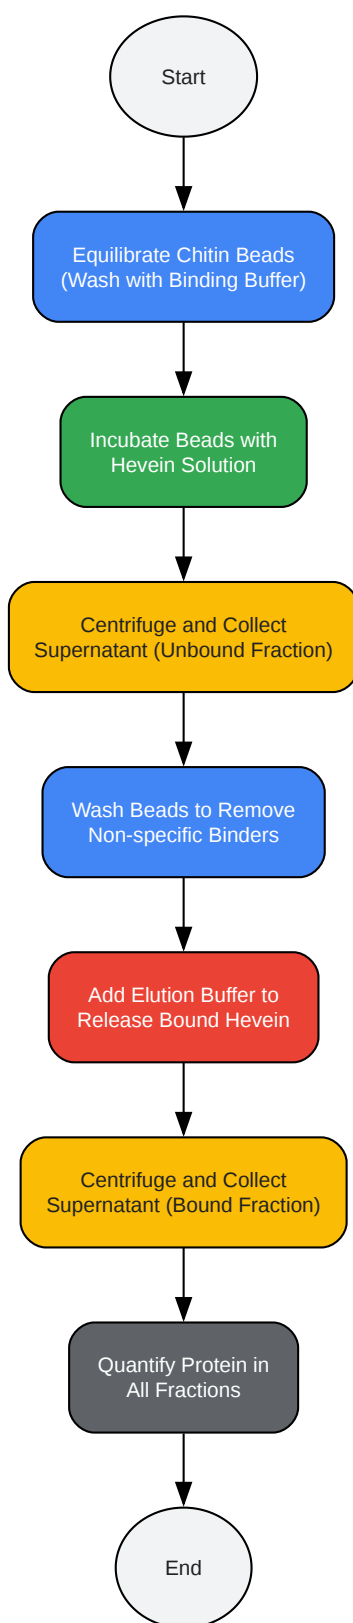 Start
Equilibrate Chitin Beads
(Wash with Binding Buffer)
Incubate Beads with
Hevein Solution
Centrifuge and Collect
Supernatant (Unbound Fraction)
Wash Beads to Remove
Non-specific Binders
Add Elution Buffer to
Release Bound Hevein
Centrifuge and Collect
Supernatant (Bound Fraction)
Quantify Protein in
All Fractions
End